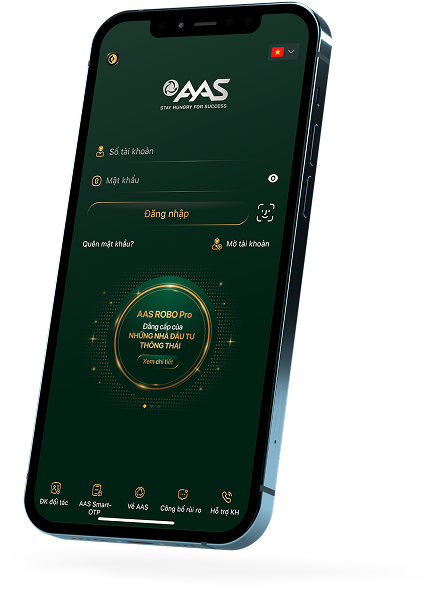 AAS
STAY HUNGRY FOR SUCCESS
Số tài khoản
Mật khẩu
Đăng nhập
Quên mật khẩu?
Mở tài khoản
AAS ROBO Pro
Đẳng cấp của
NHỮNG NHÀ ĐẦU TƯ
THÔNG THÁI
Xem chi tiết
ĐK đối tác
AAS Smart-
OTP
Về AAS
Công bố rủi ro
Hỗ trợ KH